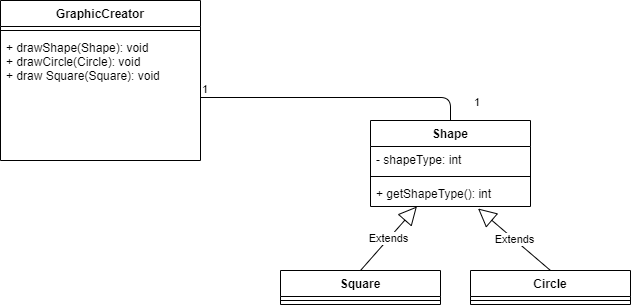 GraphicCreator
+ drawShape(Shape): void
+ drawCircle(Circle): void
+ draw Square(Square): void
1
1
Shape
- shapeType: int
+ getShapeType(): int
Extends
Extends
Square
Circle